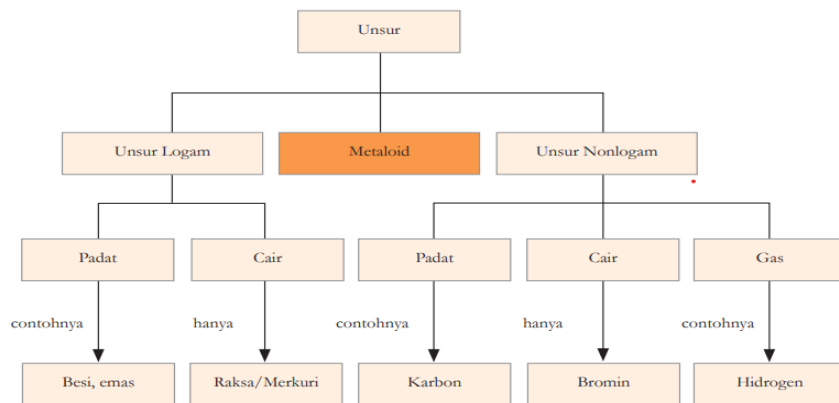 Unsur
Unsur Logam
Metaloid
Unsur Nonlogam
Padat
Cair
Padat
Cair
Gas
contohnya
hanya
contohnya
hanya
contohnya
Besi, emas
Raksa/Merkuri
Karbon
Bromin
Hidrogen